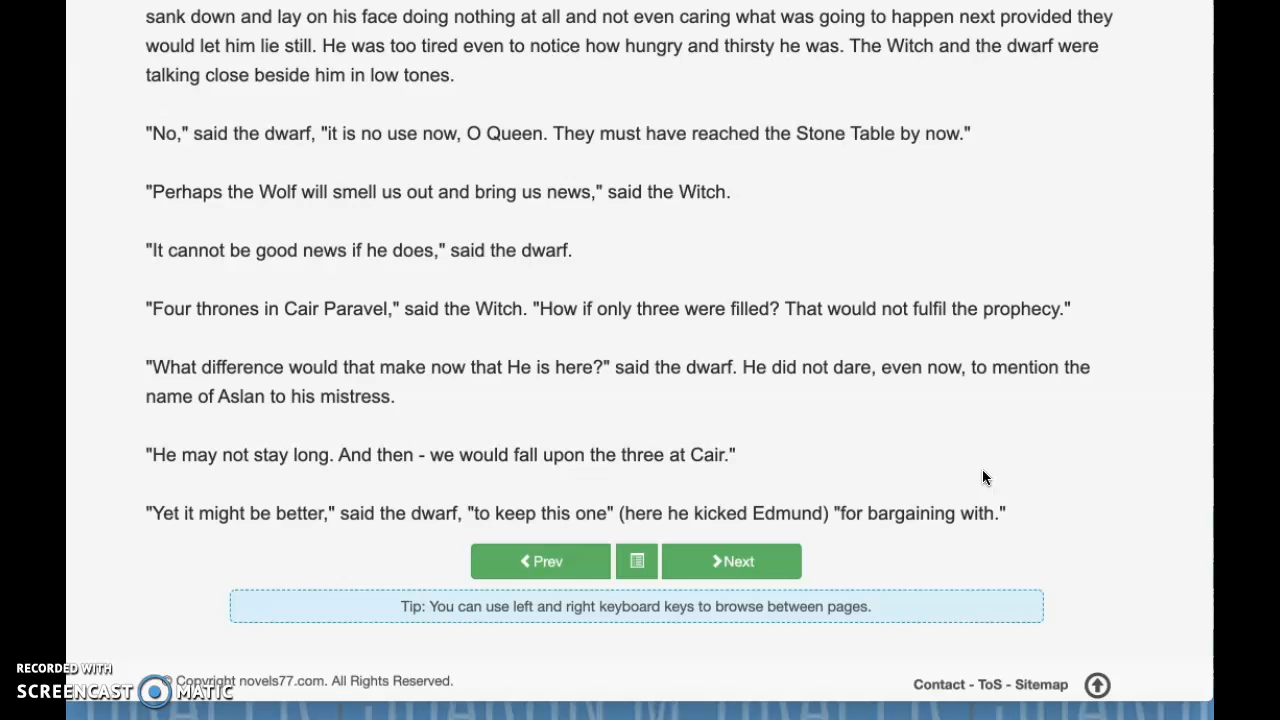 sank down and lay on his face doing nothing at all and not even caring what was going to happen next provided they
would let him lie still. He was too tired even to notice how hungry and thirsty he was. The Witch and the dwarf were
talking close beside him in low tones.
"No," said the dwarf, "it is no use now, O Queen. They must have reached the Stone Table by now."
"Perhaps the Wolf will smell us out and bring us news," said the Witch.
"It cannot be good news if he does," said the dwarf.
"Four thrones in Cair Paravel," said the Witch. "How if only three were filled? That would not fulfil the prophecy."
"What difference would that make now that He is here?" said the dwarf. He did not dare, even now, to mention the
name of Aslan to his mistress.
"He may not stay long. And then - we would fall upon the three at Cair."
"Yet it might be better," said the dwarf, "to keep this one" (here he kicked Edmund) "for bargaining with."
Prev Next
Tip: You can use left and right keyboard keys to browse between pages.
© Copyright novels77.com. All Rights Reserved.
Contact - ToS - Sitemap
RECORDED WITH
SCREENCAST MATIC